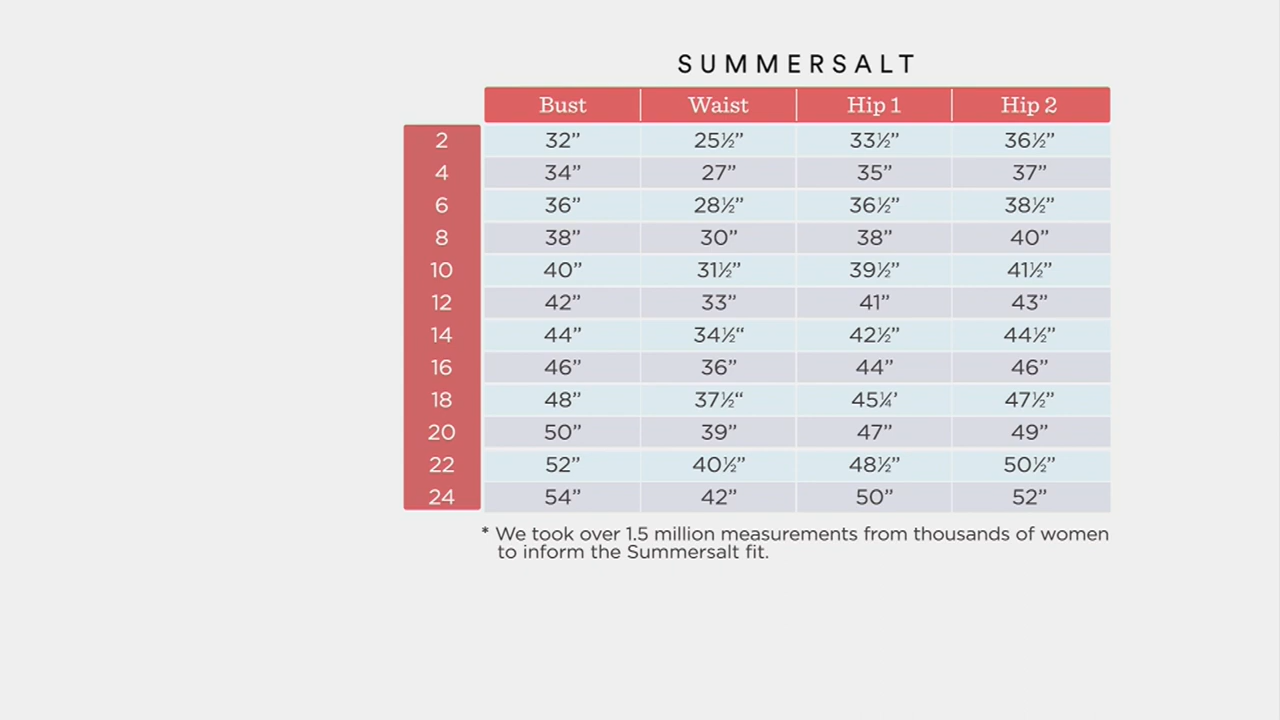 SUMMERSALT
Bust Waist Hip 1 Hip 2
2 32” 25½” 33½” 36½”
4 34” 27” 35” 37”
6 36” 28½” 36½” 38½”
8 38” 30” 38” 40”
10 40” 31½” 39½” 41½”
12 42” 33” 41” 43”
14 44” 34½“ 42½” 44½”
16 46” 36” 44” 46”
18 48” 37½“ 45¼’ 47½”
20 50” 39” 47” 49”
22 52” 40½” 48½” 50½”
24 54” 42” 50” 52”
* We took over 1.5 million measurements from thousands of women
to inform the Summersalt fit.